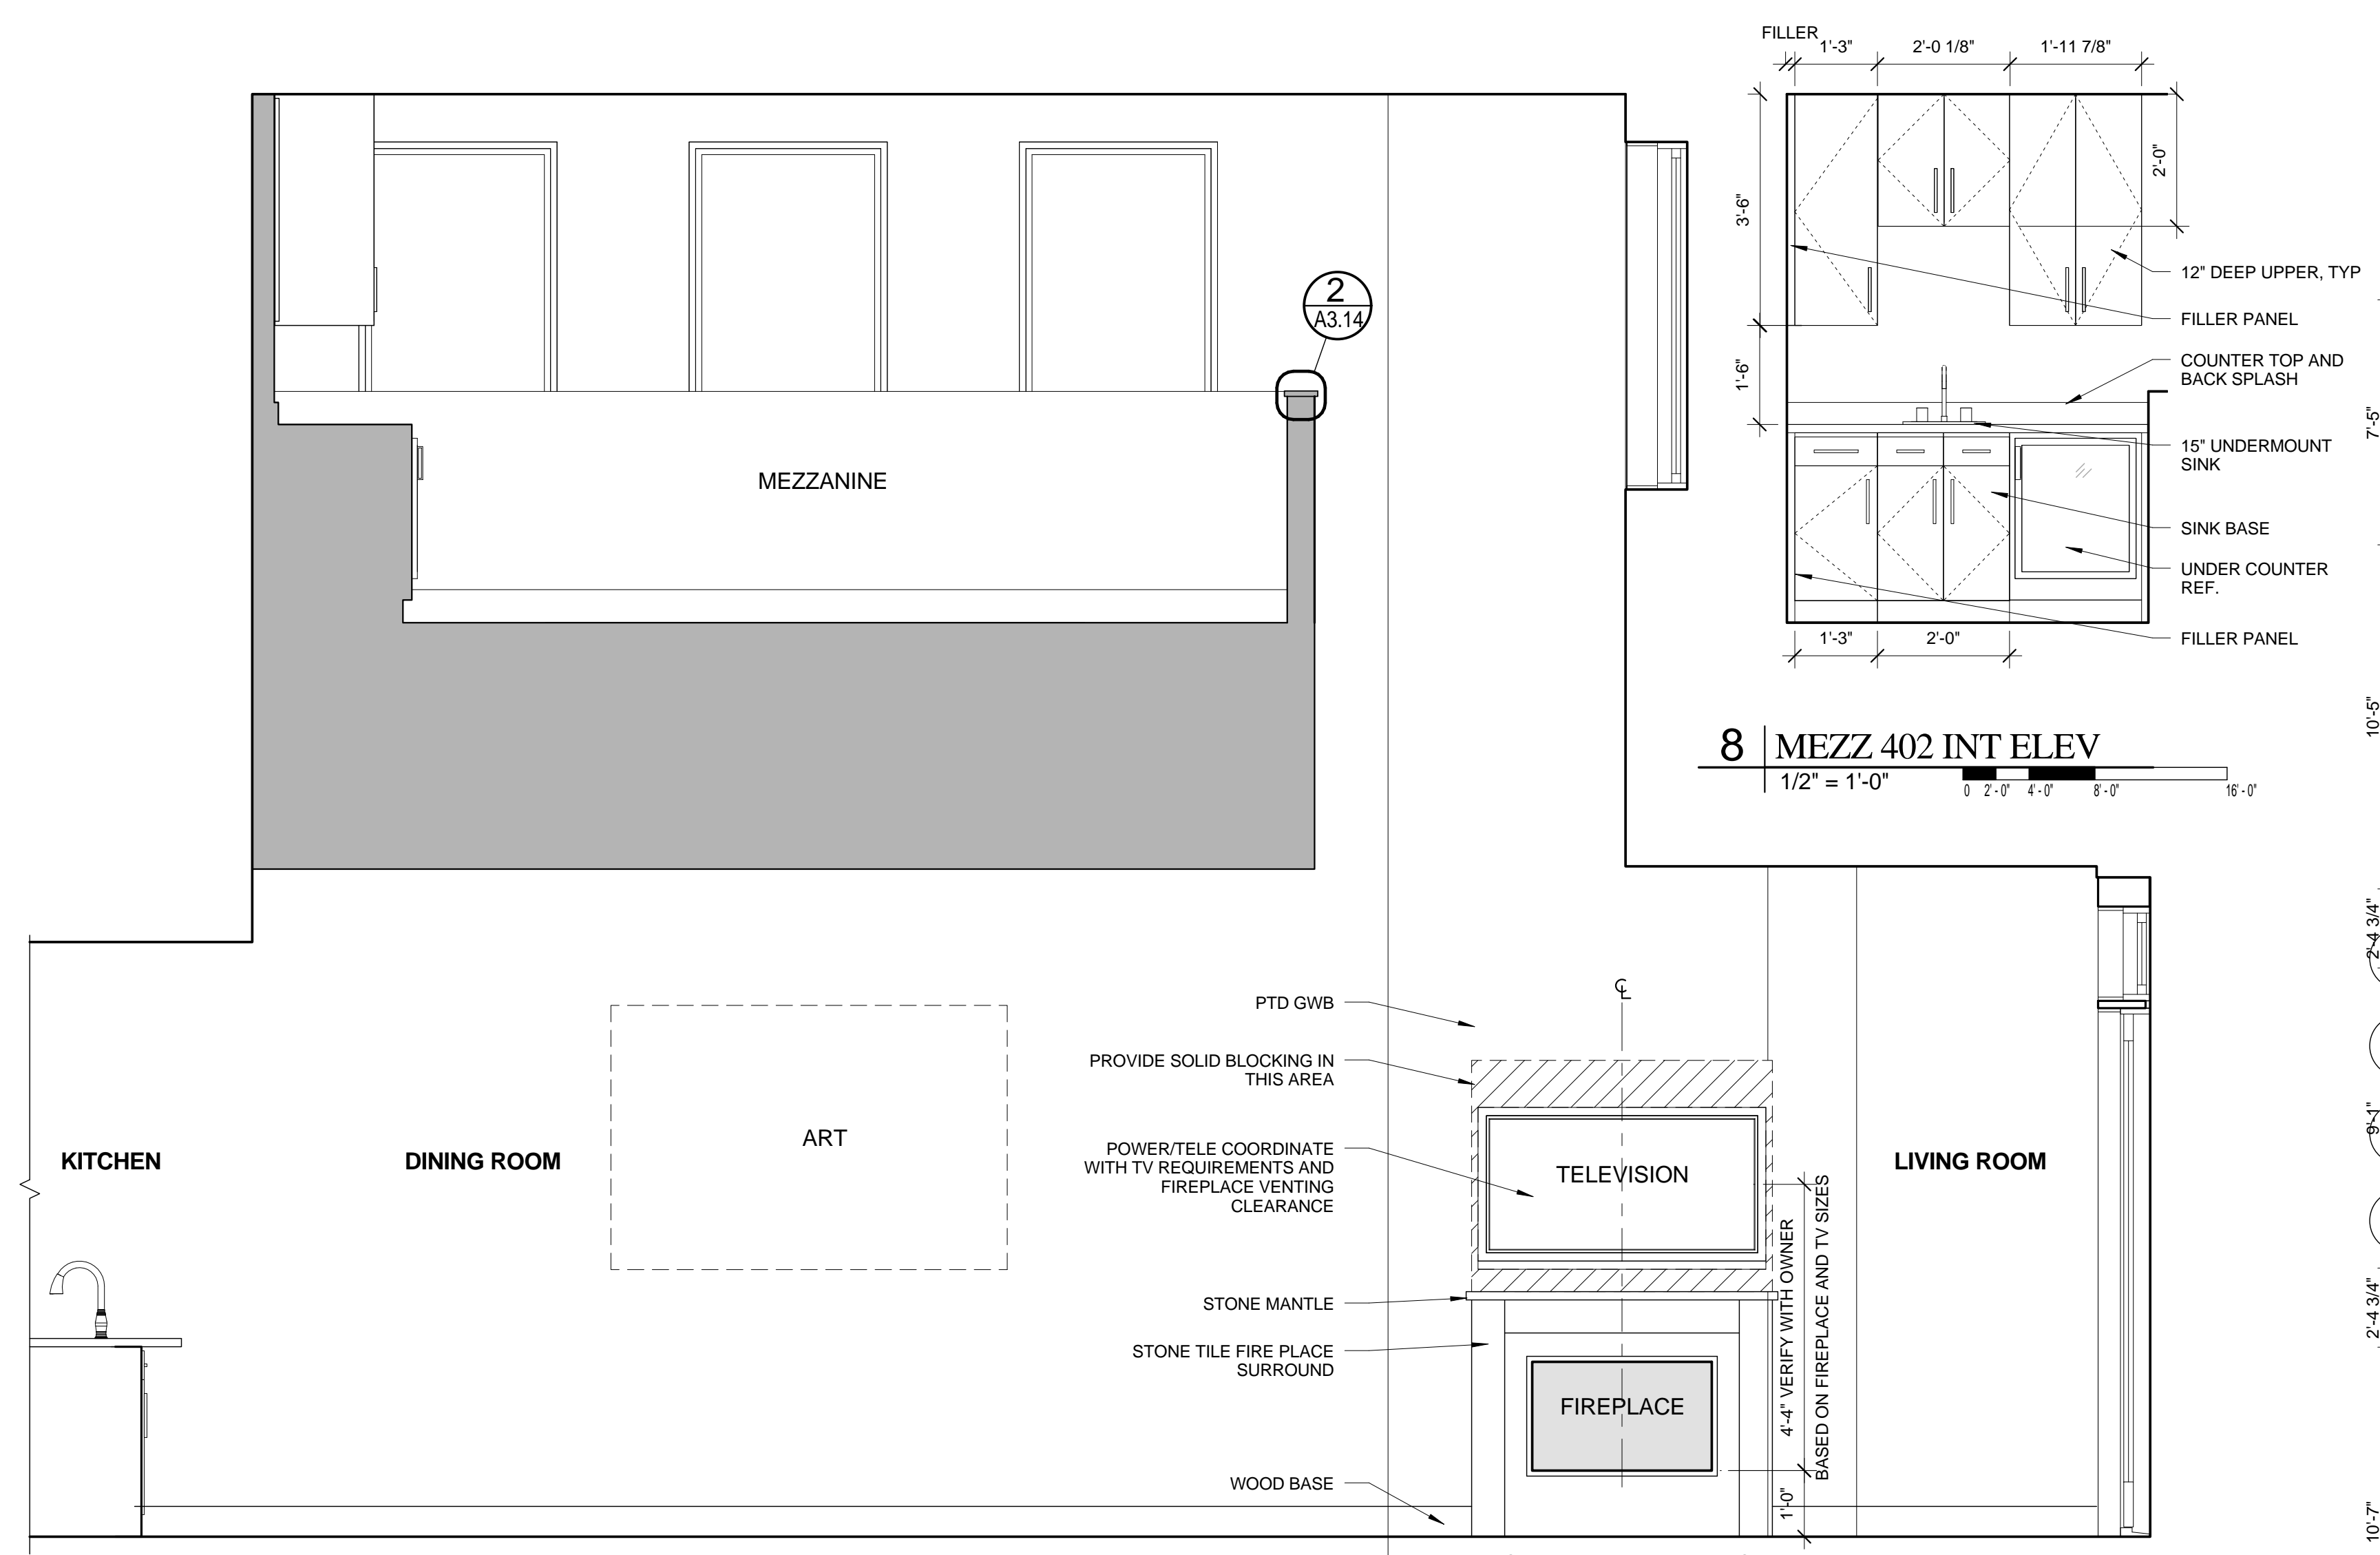 FILLER
1'-3"
2'-0 1/8"
1'-11 7/8"
3'-6"
1'-6"
2'-0"
12" DEEP UPPER, TYP
FILLER PANEL
COUNTER TOP AND
BACK SPLASH
15" UNDERMOUNT
SINK
SINK BASE
UNDER COUNTER
REF.
FILLER PANEL
1'-3"
2'-0"
8
MEZZ 402 INT ELEV
1/2" = 1'-0"
0
2' - 0"
4' - 0"
8' - 0"
16' - 0"
2
A3.14
MEZZANINE
KITCHEN
DINING ROOM
ART
PTD GWB
PROVIDE SOLID BLOCKING IN
THIS AREA
POWER/TELE COORDINATE
WITH TV REQUIREMENTS AND
FIREPLACE VENTING
CLEARANCE
STONE MANTLE
STONE TILE FIRE PLACE
SURROUND
WOOD BASE
CL
TELEVISION
FIREPLACE
4'-4" VERIFY WITH OWNER
BASED ON FIREPLACE AND TV SIZES
1'-0"
LIVING ROOM
7'-5"
10'-5"
2'-4 3/4"
9'-1"
2'-4 3/4"
10'-7"